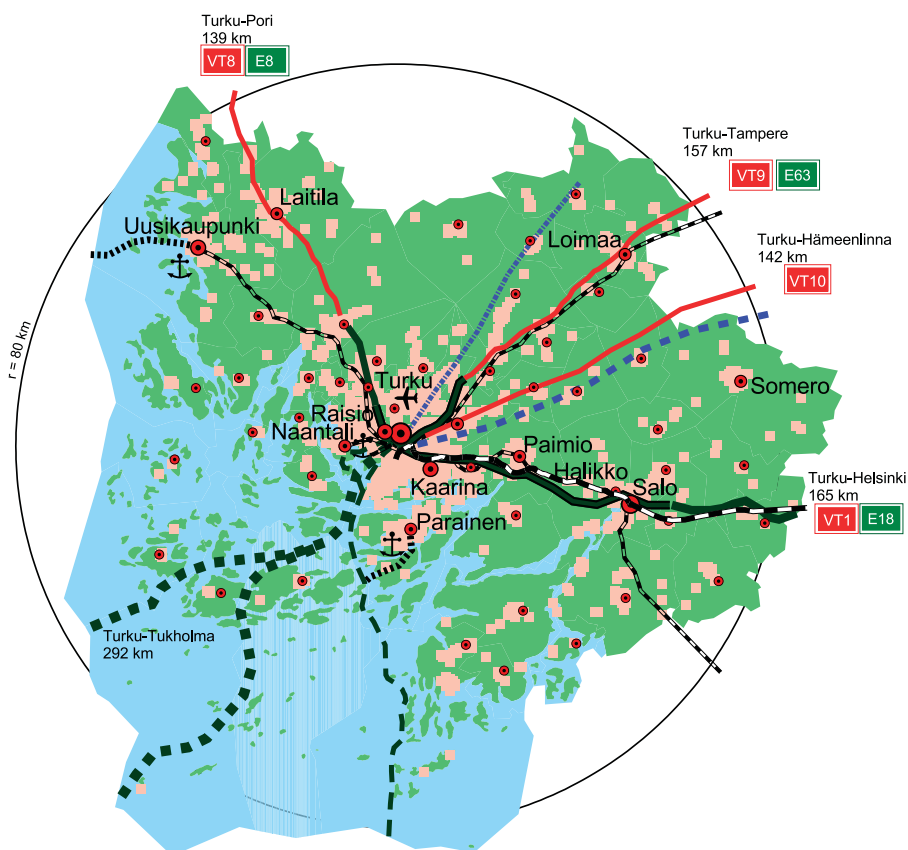 Turku-Pori
139 km
VT8 E8
Turku-Tampere
157 km
VT9 E63
Laitila
Uusikaupunki
Loimaa
Turku-Hämeenlinna
142 km
VT10
r = 80 km
Turku
Somero
Raisio
Naantali
Paimio
Halikko
Kaarina
Salo
Turku-Helsinki
165 km
VT1 E18
Parainen
Turku-Tukholma
292 km